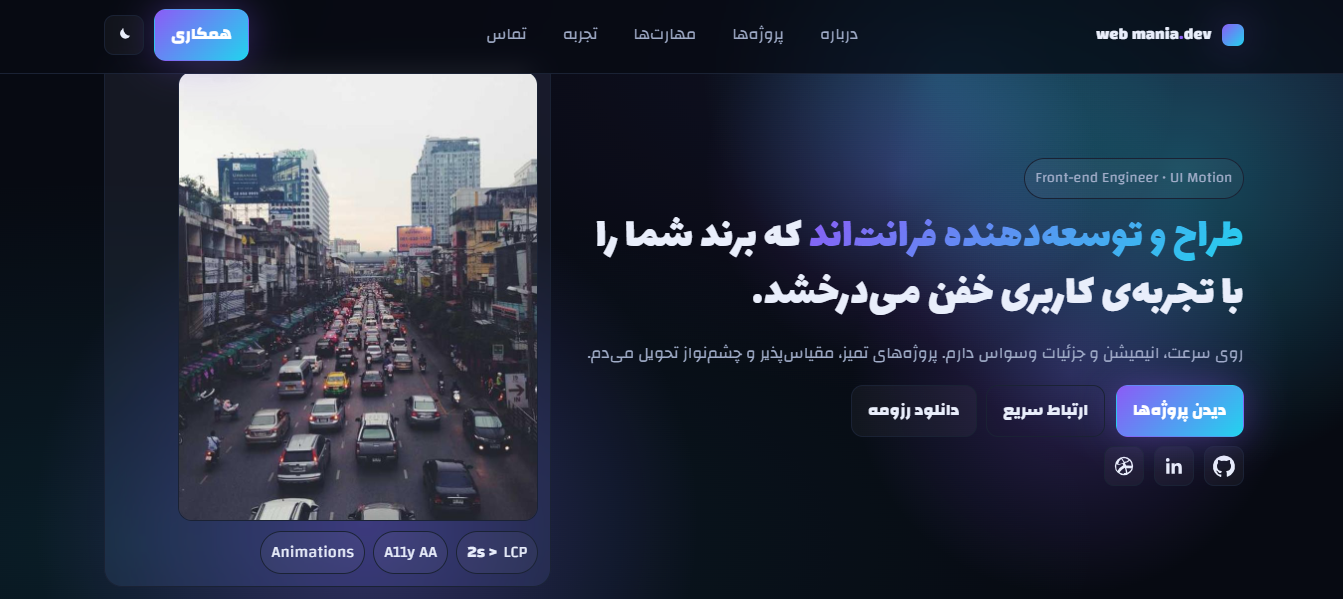 web mania.dev
درباره
پروژه‌ها
مهارت‌ها
تجربه
تماس
همکاری
Front-end Engineer · UI Motion
طراح و توسعه‌دهنده فرانت‌اند که برند شما را
با تجربه‌ی کاربری خفن می‌درخشد.
روی سرعت، انیمیشن و جزئیات وسواس دارم. پروژه‌های تمیز، مقیاس‌پذیر و چشم‌نواز تحویل می‌دم.
دیدن پروژه‌ها
ارتباط سریع
دانلود رزومه
in
LCP < 2s
A11y AA
Animations